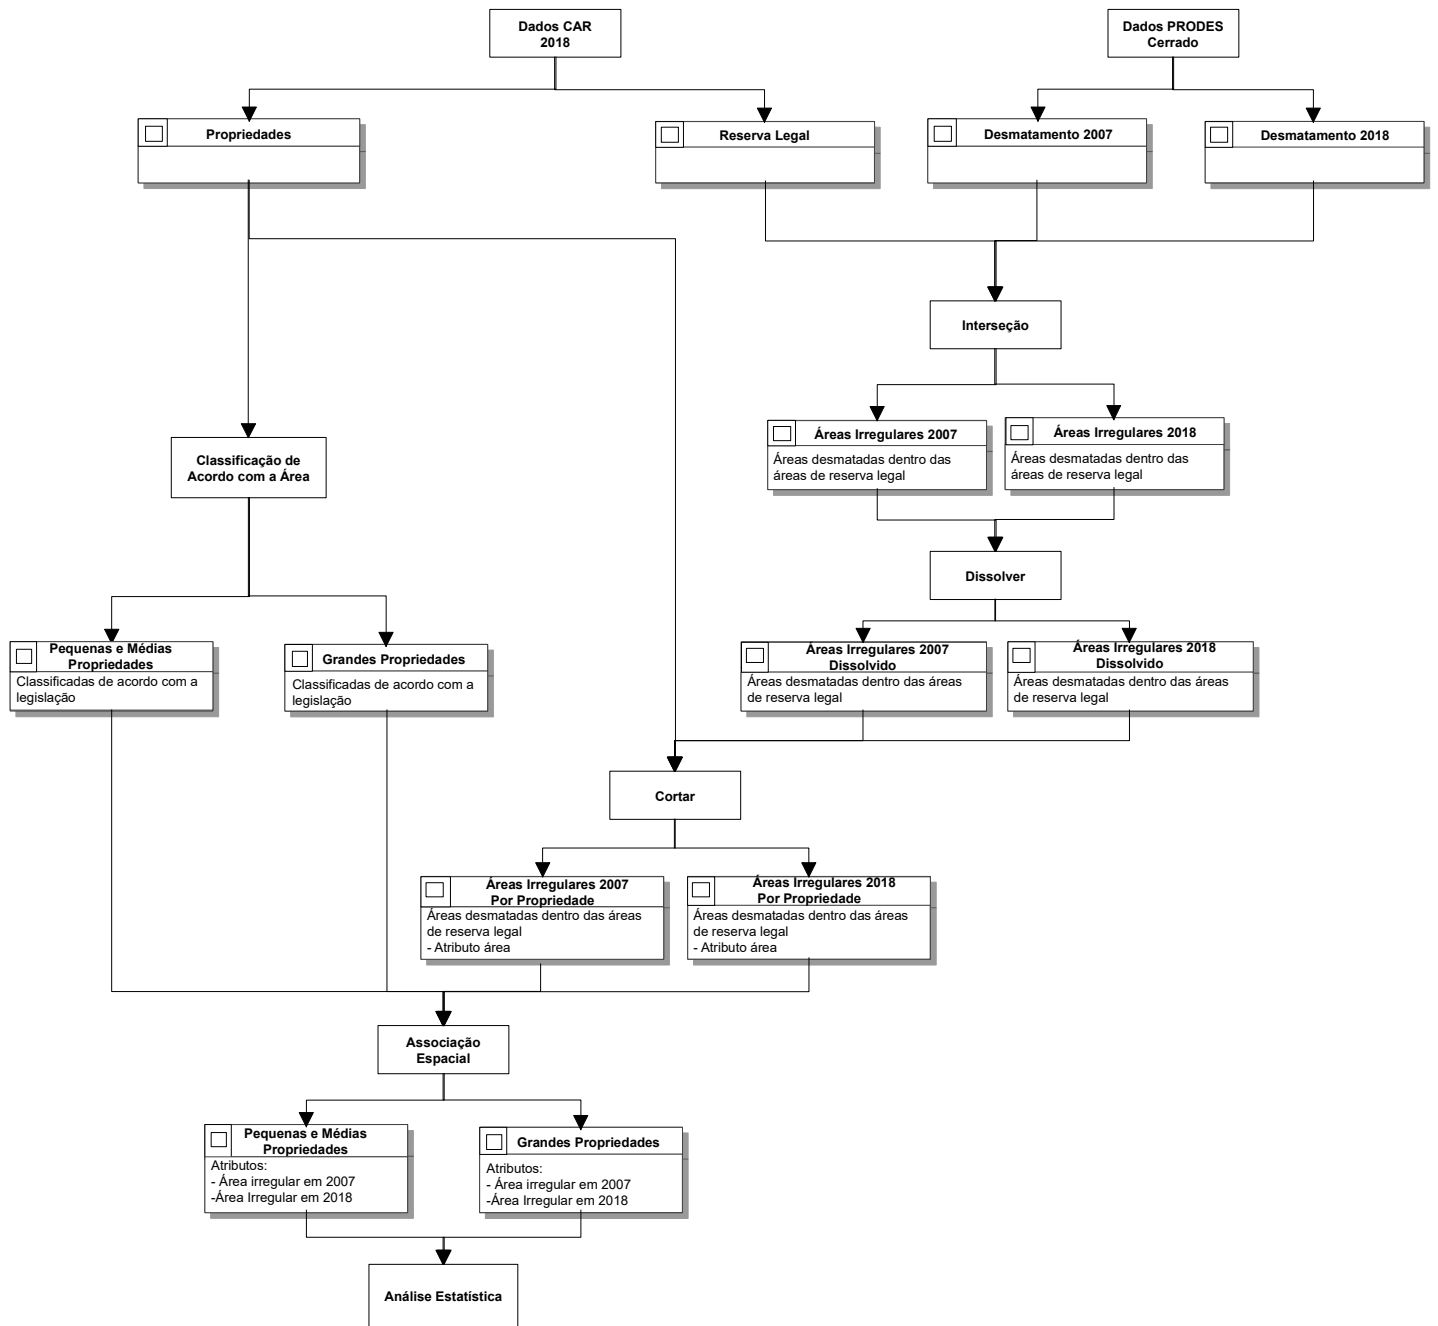 Dados CAR
2018
Dados PRODES
Cerrado
Propriedades
Reserva Legal
Desmatamento 2007
Desmatamento 2018
Interseção
Áreas Irregulares 2007
Áreas desmatadas dentro das
áreas de reserva legal
Áreas Irregulares 2018
Áreas desmatadas dentro das
áreas de reserva legal
Classificação de
Acordo com a Área
Dissolver
Pequenas e Médias
Propriedades
Classificadas de acordo com a
legislação
Grandes Propriedades
Classificadas de acordo com a
legislação
Áreas Irregulares 2007
Dissolvido
Áreas desmatadas dentro das áreas
de reserva legal
Áreas Irregulares 2018
Dissolvido
Áreas desmatadas dentro das áreas
de reserva legal
Cortar
Áreas Irregulares 2007
Por Propriedade
Áreas desmatadas dentro das áreas
de reserva legal
- Atributo área
Áreas Irregulares 2018
Por Propriedade
Áreas desmatadas dentro das áreas
de reserva legal
- Atributo área
Associação
Espacial
Pequenas e Médias
Propriedades
Atributos:
- Área irregular em 2007
-Área Irregular em 2018
Grandes Propriedades
Atributos:
- Área irregular em 2007
-Área Irregular em 2018
Análise Estatística